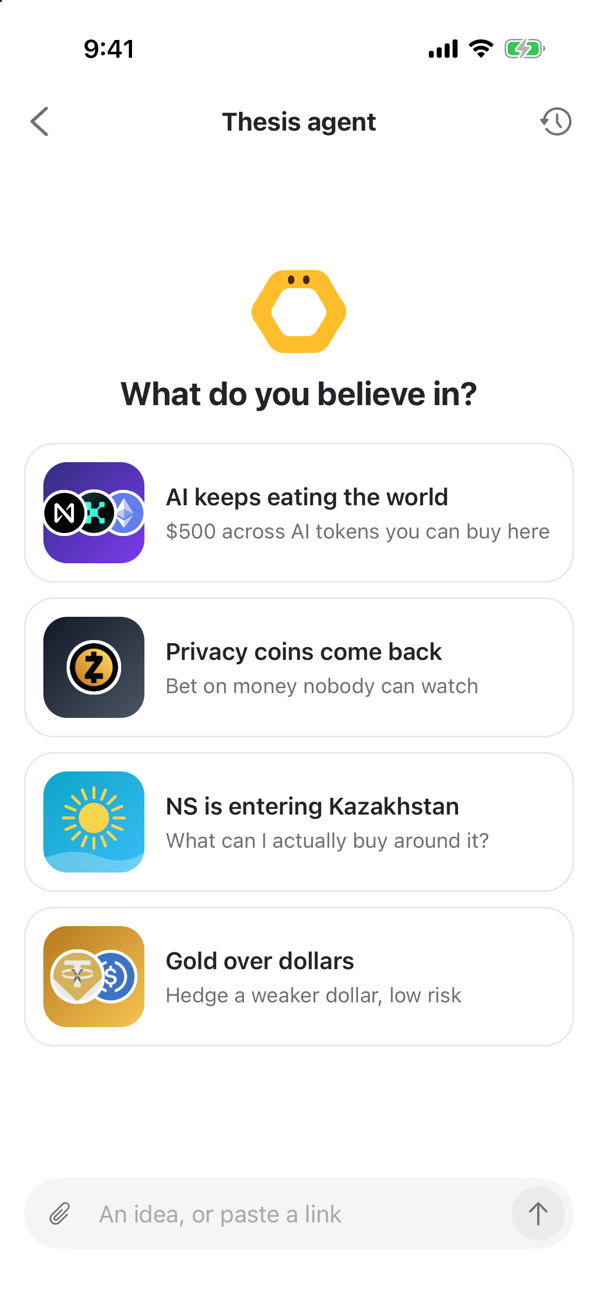 9:41
Thesis agent
What do you believe in?
AI keeps eating the world
$500 across AI tokens you can buy here
Privacy coins come back
Bet on money nobody can watch
NS is entering Kazakhstan
What can I actually buy around it?
Gold over dollars
Hedge a weaker dollar, low risk
An idea, or paste a link